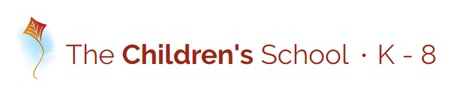 The Children's School · K - 8